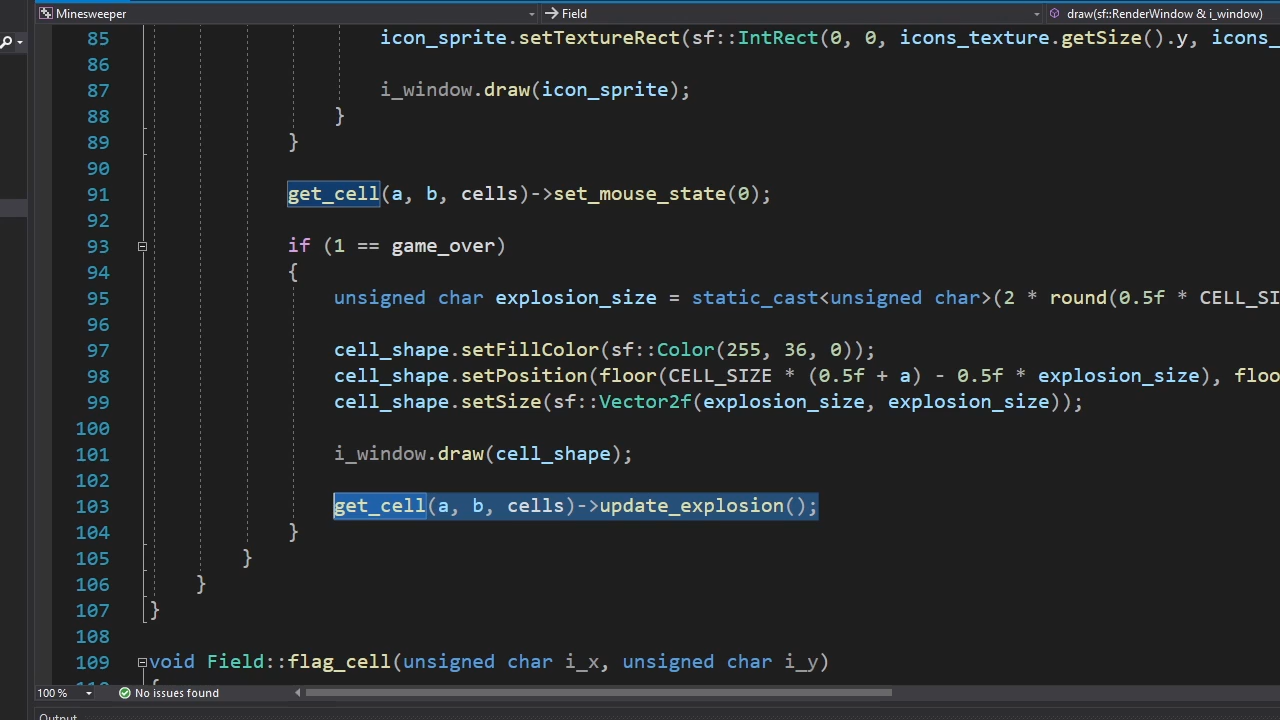 Minesweeper
Field
draw(sf::RenderWindow & i_window)
85 icon_sprite.setTextureRect(sf::IntRect(0, 0, icons_texture.getSize().y, icons_
86
87 i_window.draw(icon_sprite);
88 }
89 }
90
91 get_cell(a, b, cells)->set_mouse_state(0);
92
93 if (1 == game_over)
94 {
95 unsigned char explosion_size = static_cast<unsigned char>(2 * round(0.5f * CELL_SI
96
97 cell_shape.setFillColor(sf::Color(255, 36, 0));
98 cell_shape.setPosition(floor(CELL_SIZE * (0.5f + a) - 0.5f * explosion_size), floo
99 cell_shape.setSize(sf::Vector2f(explosion_size, explosion_size));
100
101 i_window.draw(cell_shape);
102
103 get_cell(a, b, cells)->update_explosion();
104 }
105 }
106 }
107 }
108
109 void Field::flag_cell(unsigned char i_x, unsigned char i_y)
{
100 %
No issues found
Output